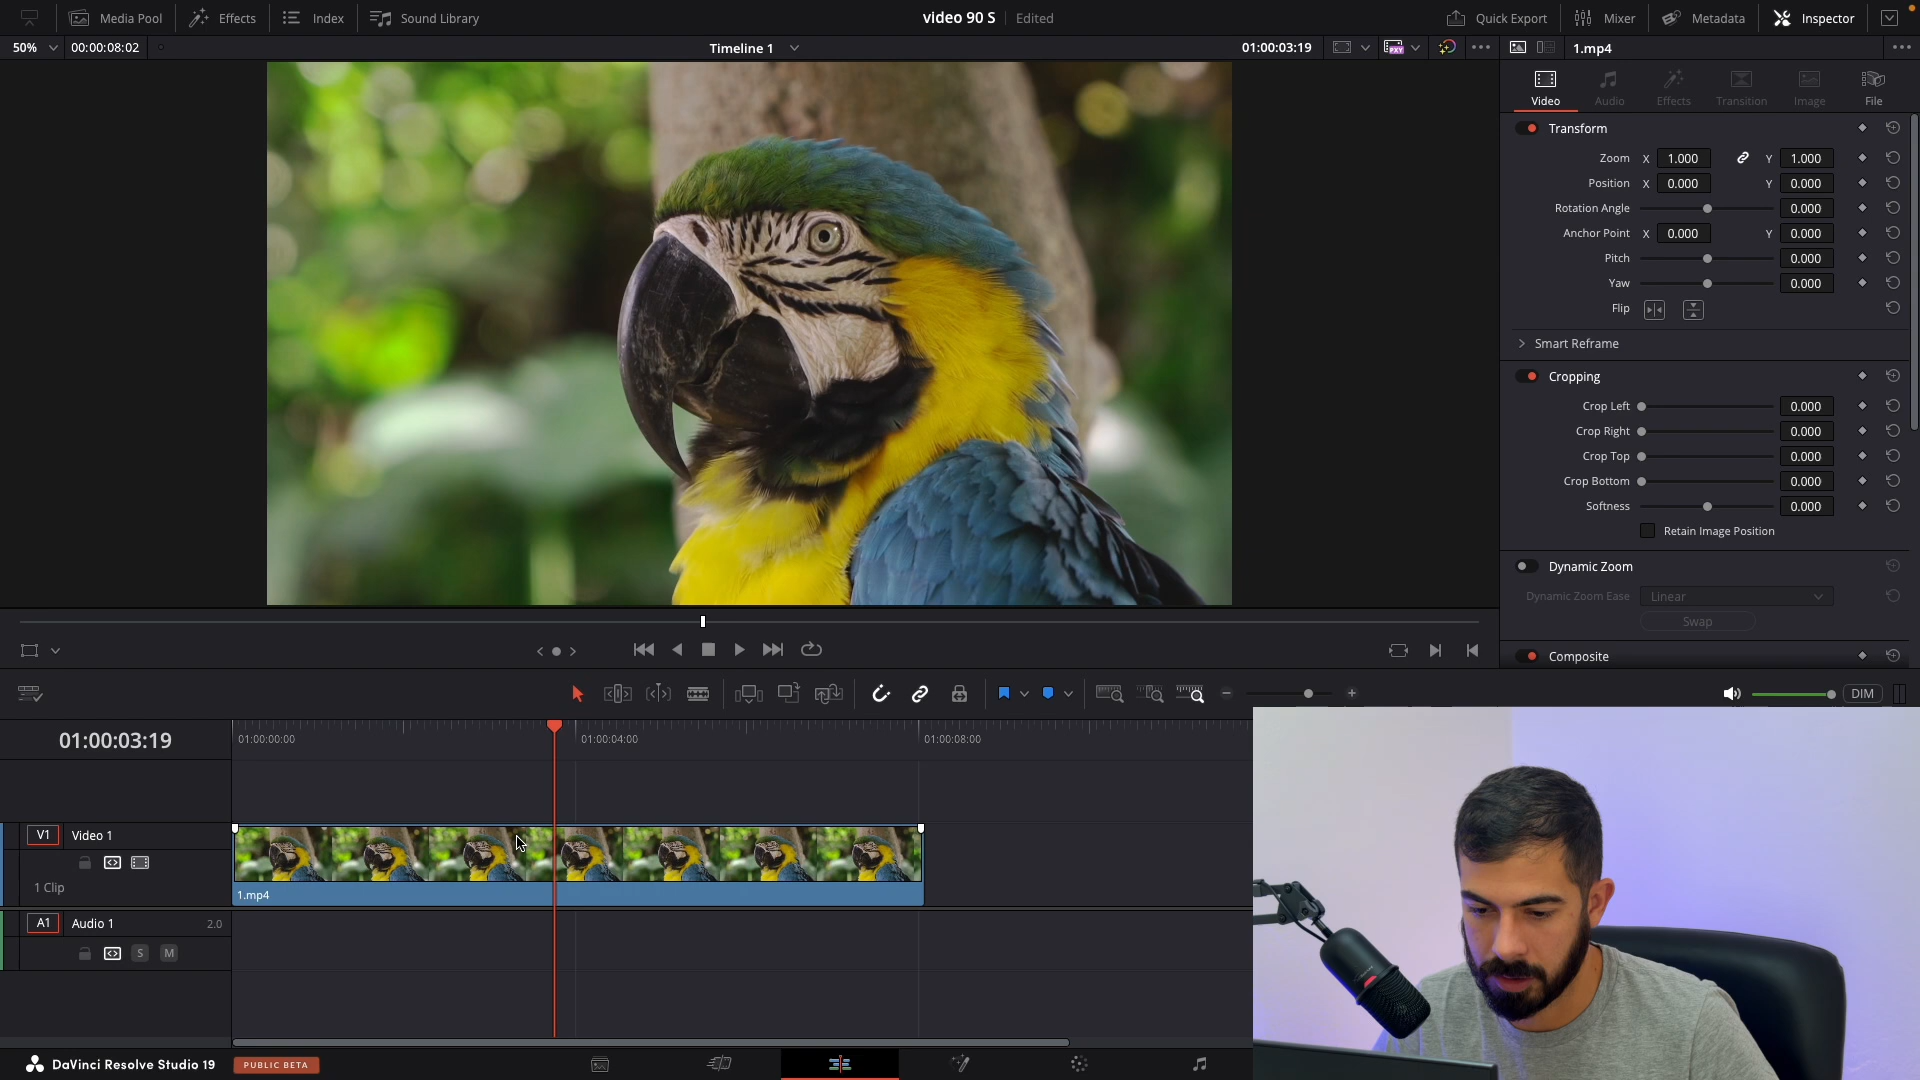 Media Pool Effects Index Sound Library video 90 S Edited Quick Export Mixer Metadata Inspector
50% 00:00:08:02 Timeline 1 01:00:03:19 PXY 1.mp4
Video Audio Effects Transition Image File
Transform
Zoom X 1.000 Y 1.000
Position X 0.000 Y 0.000
Rotation Angle 0.000
Anchor Point X 0.000 Y 0.000
Pitch 0.000
Yaw 0.000
Flip
Smart Reframe
Cropping
Crop Left 0.000
Crop Right 0.000
Crop Top 0.000
Crop Bottom 0.000
Softness 0.000
Retain Image Position
Dynamic Zoom
Dynamic Zoom Ease Linear
Swap
Composite
DIM
01:00:03:19 01:00:00:00 01:00:04:00 01:00:08:00
V1 Video 1
1 Clip
1.mp4
A1 Audio 1 2.0
S M
DaVinci Resolve Studio 19 PUBLIC BETA